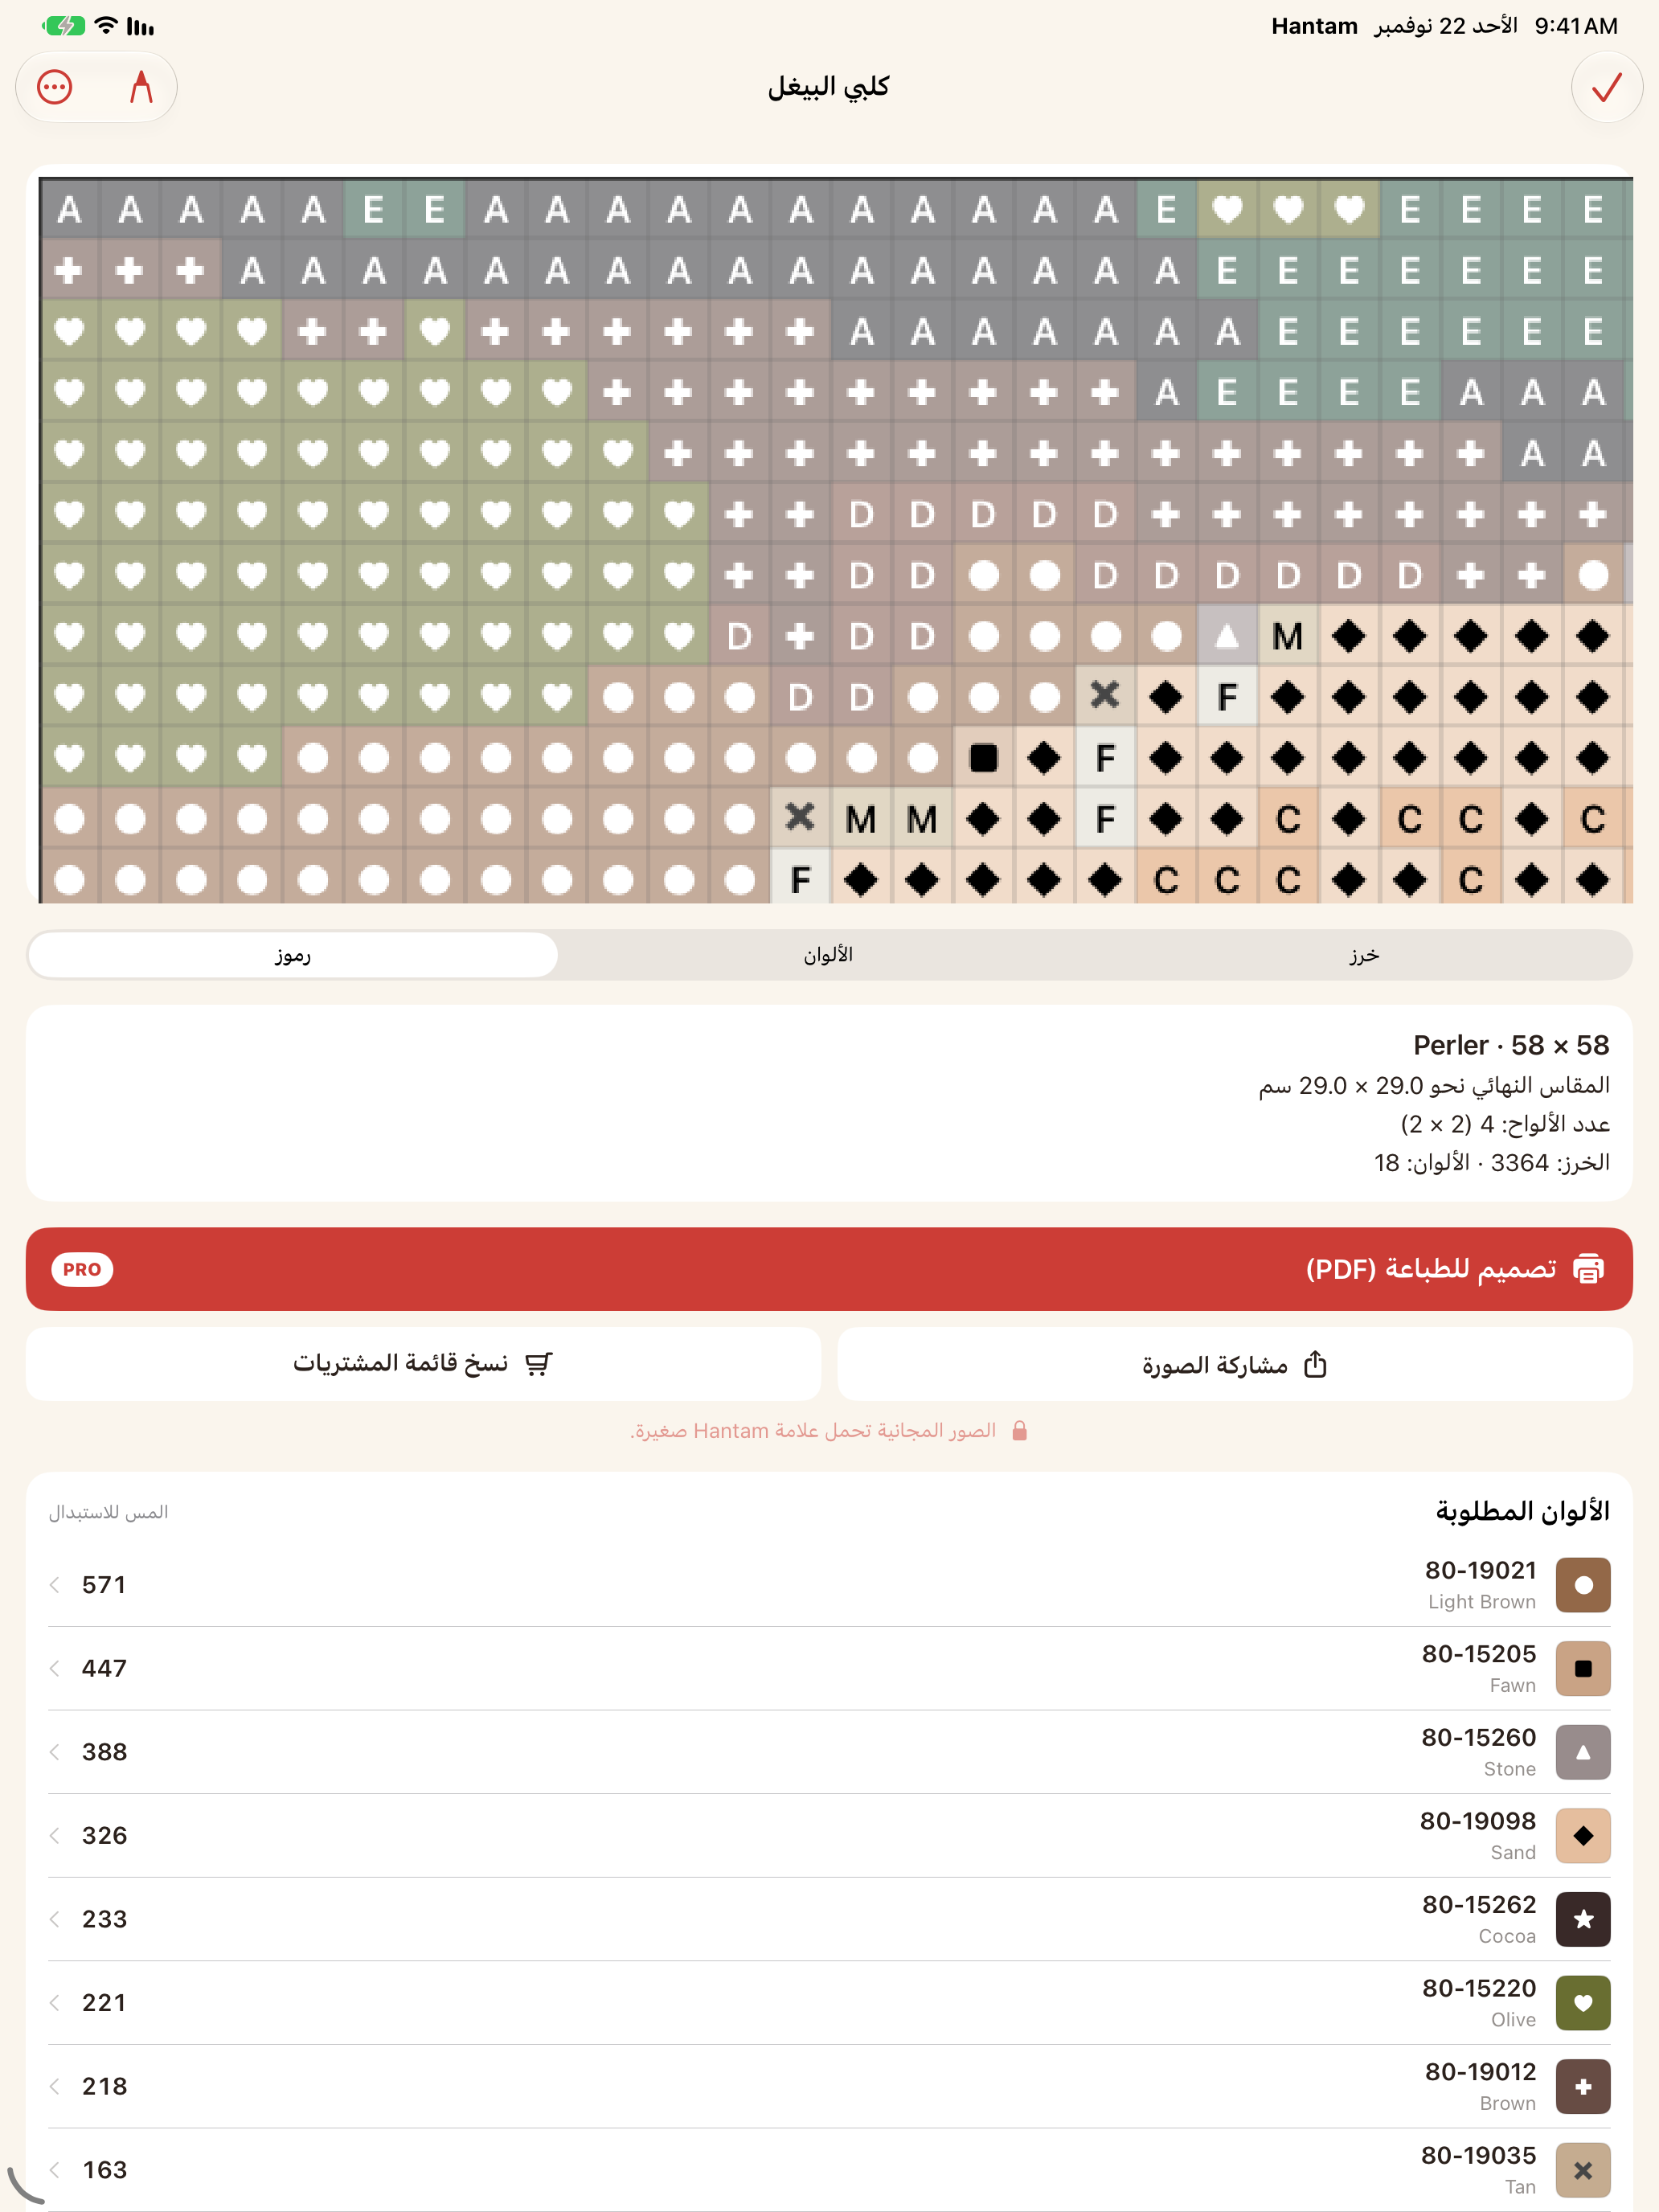 9:41 AM الأحد 22 نوفمبر Hantam
كلبي البيغل
A A A A A E E A A A A A A A A A A A E E E E E
A A A A A A A A A A A A A A A A E E E E E E E
A A A A A A A E E E E E E
A E E E E A A A
A A
D D D D D
D D D D D D D D
D D D M
D D F
F
M M F C C C C
F C C C C
خرز
الألوان
رموز
Perler · 58 × 58
المقاس النهائي نحو 29.0 × 29.0 سم
عدد الألواح: 4 (2 × 2)
الخرز: 3364 · الألوان: 18
تصميم للطباعة (PDF)
PRO
مشاركة الصورة
نسخ قائمة المشتريات
الصور المجانية تحمل علامة Hantam صغيرة.
الألوان المطلوبة
المس للاستبدال
80-19021
Light Brown
571
80-15205
Fawn
447
80-15260
Stone
388
80-19098
Sand
326
80-15262
Cocoa
233
80-15220
Olive
221
80-19012
Brown
218
80-19035
Tan
163